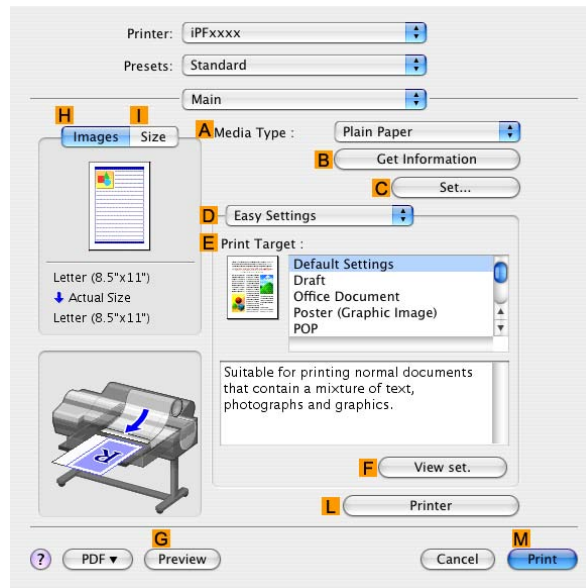 Printer: iPFxxxx
Presets: Standard
Main
H I
Images Size
A Media Type : Plain Paper
B Get Information
C Set...
D Easy Settings
E Print Target :
Default Settings
Draft
Office Document
Poster (Graphic Image)
POP
Letter (8.5"x11")
Actual Size
Letter (8.5"x11")
Suitable for printing normal documents
that contain a mixture of text,
photographs and graphics.
R
F View set.
L Printer
G M
? PDF Preview Cancel Print